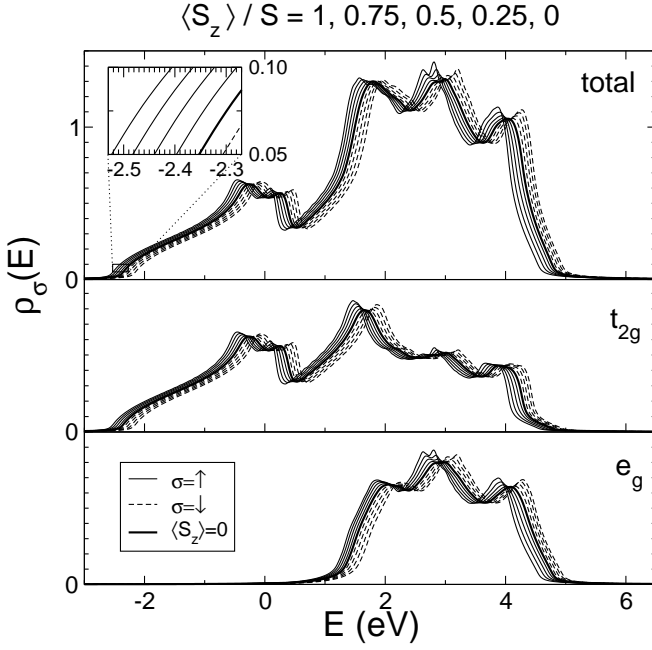 ⟨S_z⟩ / S = 1, 0.75, 0.5, 0.25, 0
total
0.10
0.05
-2.5 -2.4 -2.3
1
0
t_2g
0
e_g
σ=↑
σ=↓
⟨S_z⟩=0
0
-2 0 2 4 6
E (eV)
ρ_σ(E)